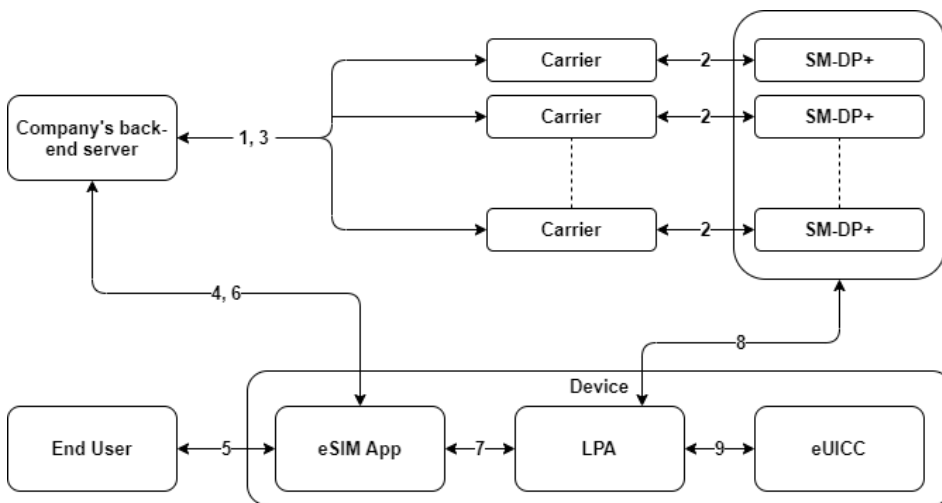 Carrier
2
SM-DP+
Company's back-
end server
1, 3
Carrier
2
SM-DP+
Carrier
2
SM-DP+
4, 6
8
Device
End User
5
eSIM App
7
LPA
9
eUICC